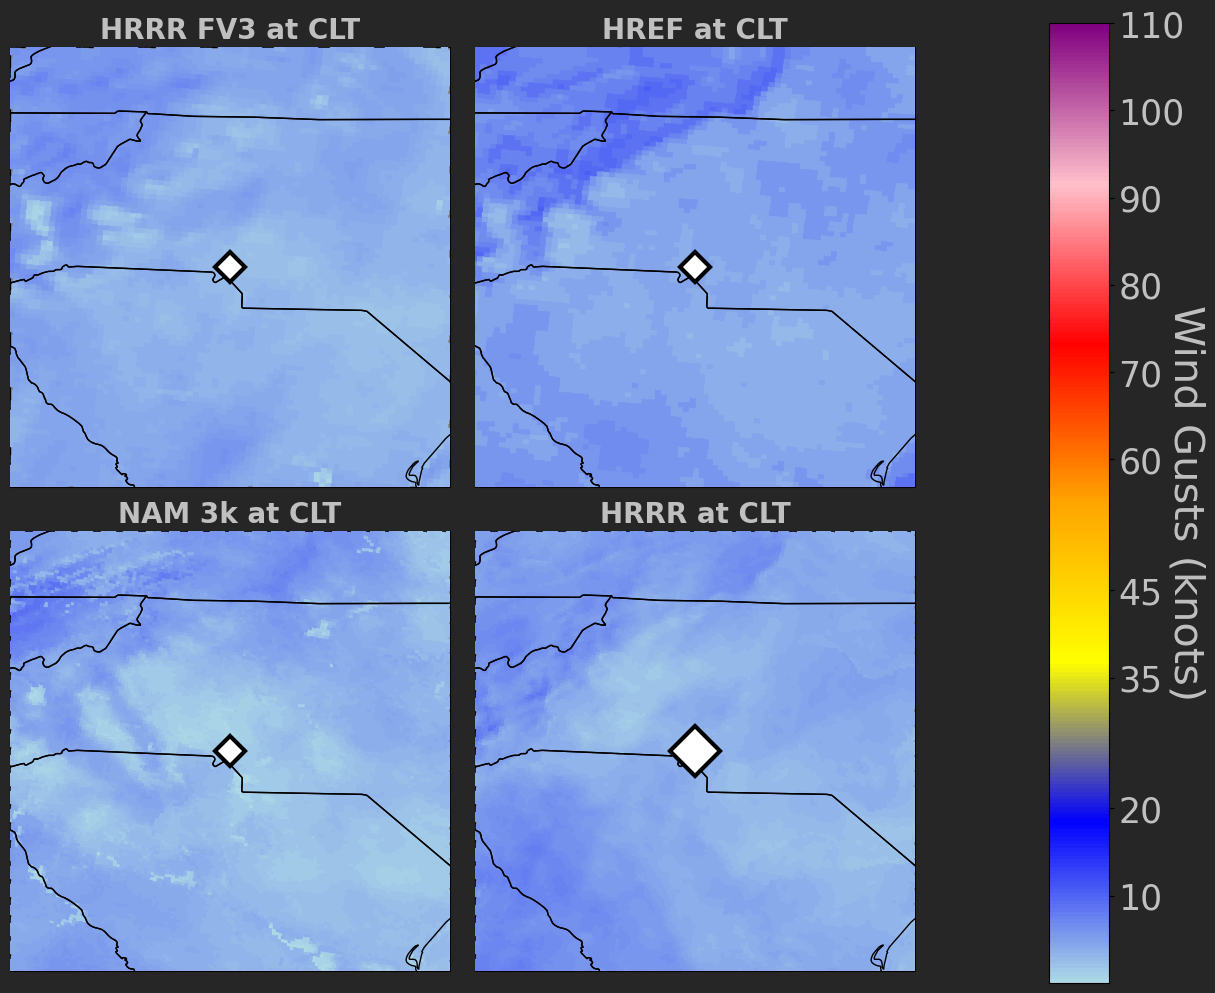 HRRR FV3 at CLT
HREF at CLT
NAM 3k at CLT
HRRR at CLT
110
100
90
80
70
60
45
35
20
10
Wind Gusts (knots)